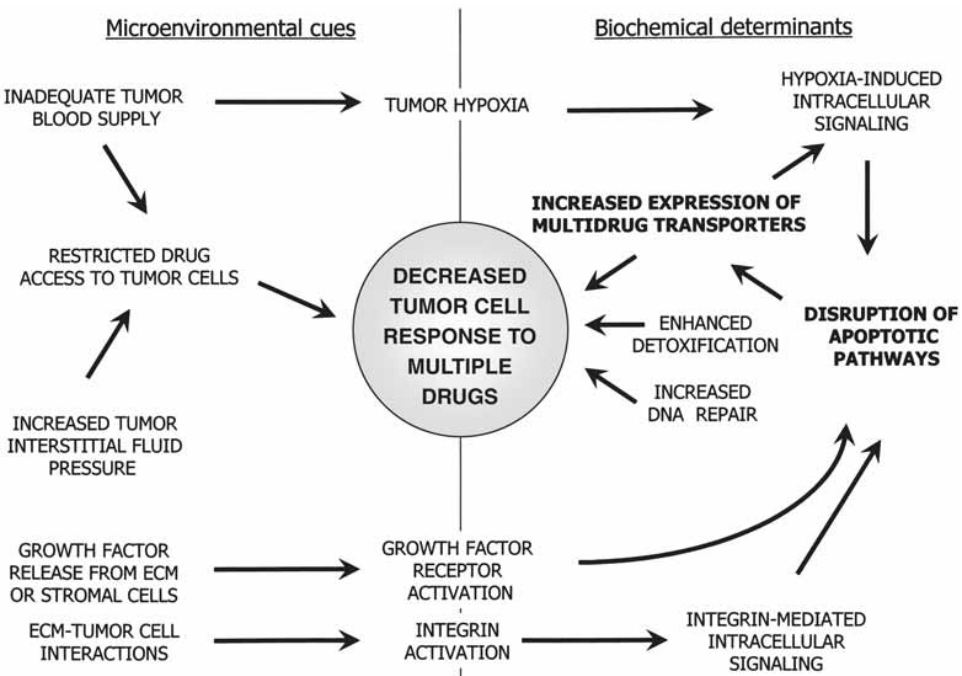 Microenvironmental cues
Biochemical determinants
INADEQUATE TUMOR
BLOOD SUPPLY
TUMOR HYPOXIA
HYPOXIA-INDUCED
INTRACELLULAR
SIGNALING
INCREASED EXPRESSION OF
MULTIDRUG TRANSPORTERS
RESTRICTED DRUG
ACCESS TO TUMOR CELLS
DECREASED
TUMOR CELL
RESPONSE TO
MULTIPLE
DRUGS
ENHANCED
DETOXIFICATION
DISRUPTION OF
APOPTOTIC
PATHWAYS
INCREASED
DNA REPAIR
INCREASED TUMOR
INTERSTITIAL FLUID
PRESSURE
GROWTH FACTOR
RELEASE FROM ECM
OR STROMAL CELLS
GROWTH FACTOR
RECEPTOR
ACTIVATION
ECM-TUMOR CELL
INTERACTIONS
INTEGRIN
ACTIVATION
INTEGRIN-MEDIATED
INTRACELLULAR
SIGNALING